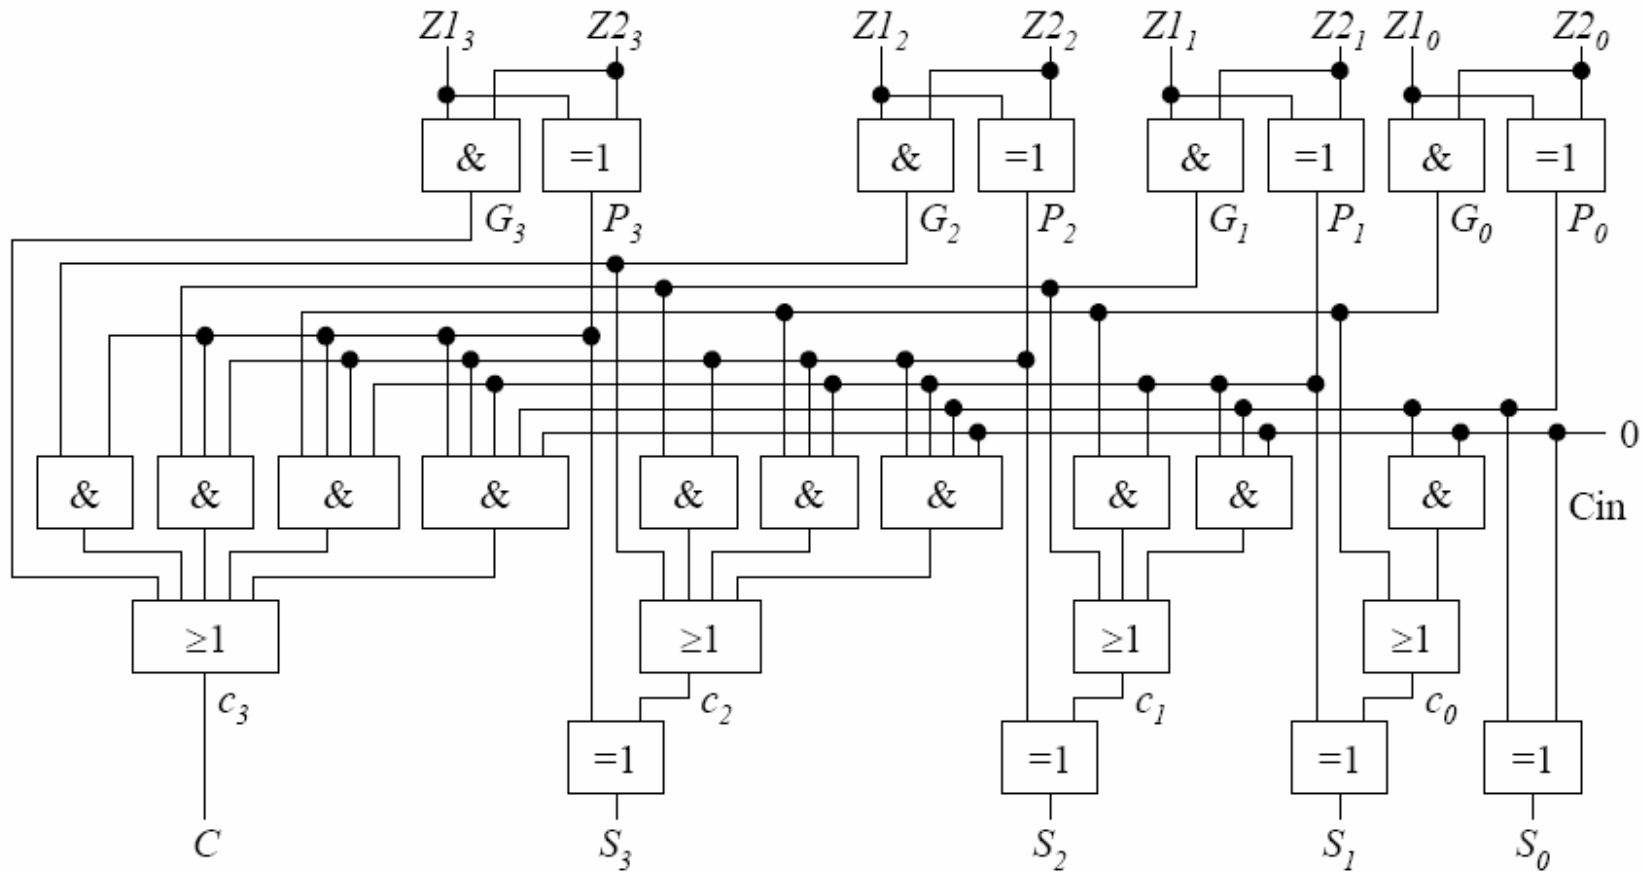 Z1₃ Z2₃ Z1₂ Z2₂ Z1₁ Z2₁ Z1₀ Z2₀
& =1 & =1 & =1 & =1
G₃ P₃ G₂ P₂ G₁ P₁ G₀ P₀
0
& & & & & & & & & &
Cin
≥1 ≥1 ≥1 ≥1
c₃ c₂ c₁ c₀
=1 =1 =1 =1
C S₃ S₂ S₁ S₀